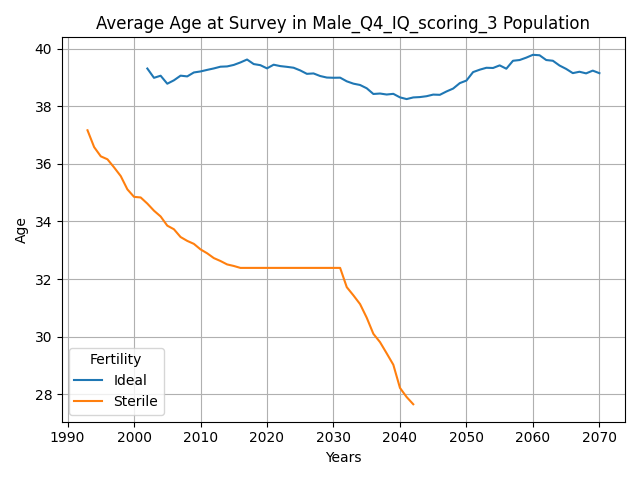 Average Age at Survey in Male_Q4_IQ_scoring_3 Population
Age
40
38
36
34
32
30
28
Fertility
Ideal
Sterile
1990 2000 2010 2020 2030 2040 2050 2060 2070
Years